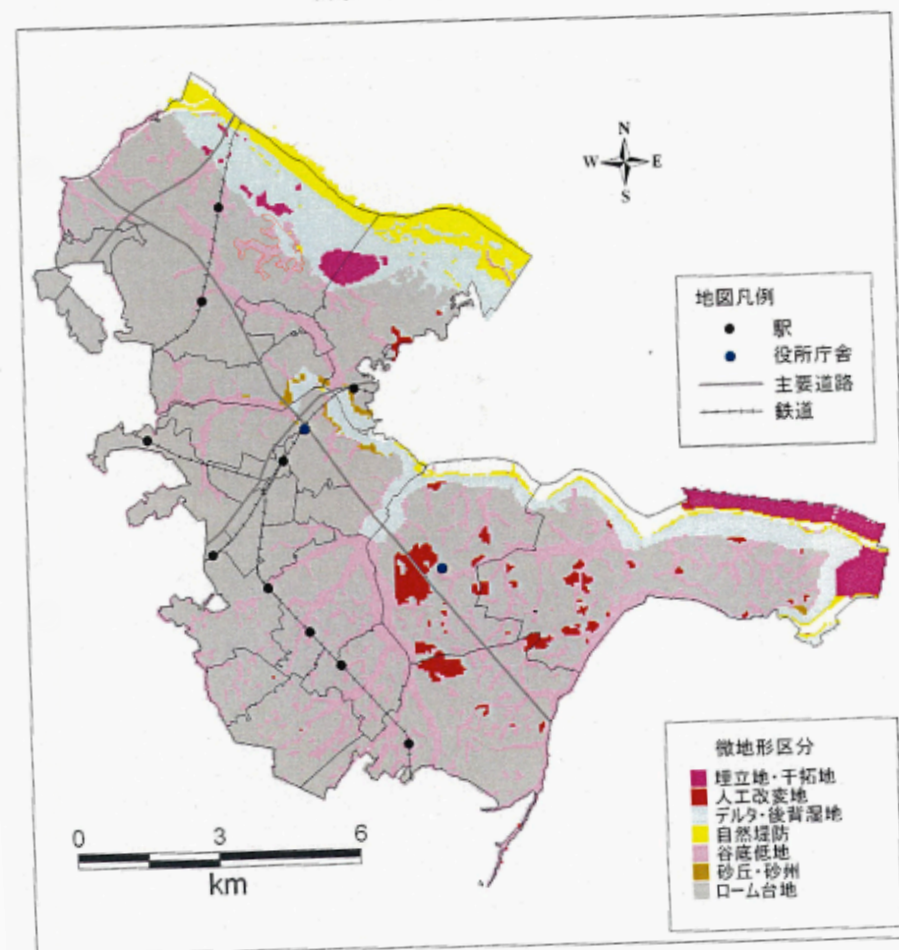 N
W E
S
地図凡例
駅
役所庁舎
主要道路
鉄道
微地形区分
埋立地・干拓地
人工改変地
デルタ・後背湿地
自然堤防
谷底低地
砂丘・砂州
ローム台地
0 3 6
km